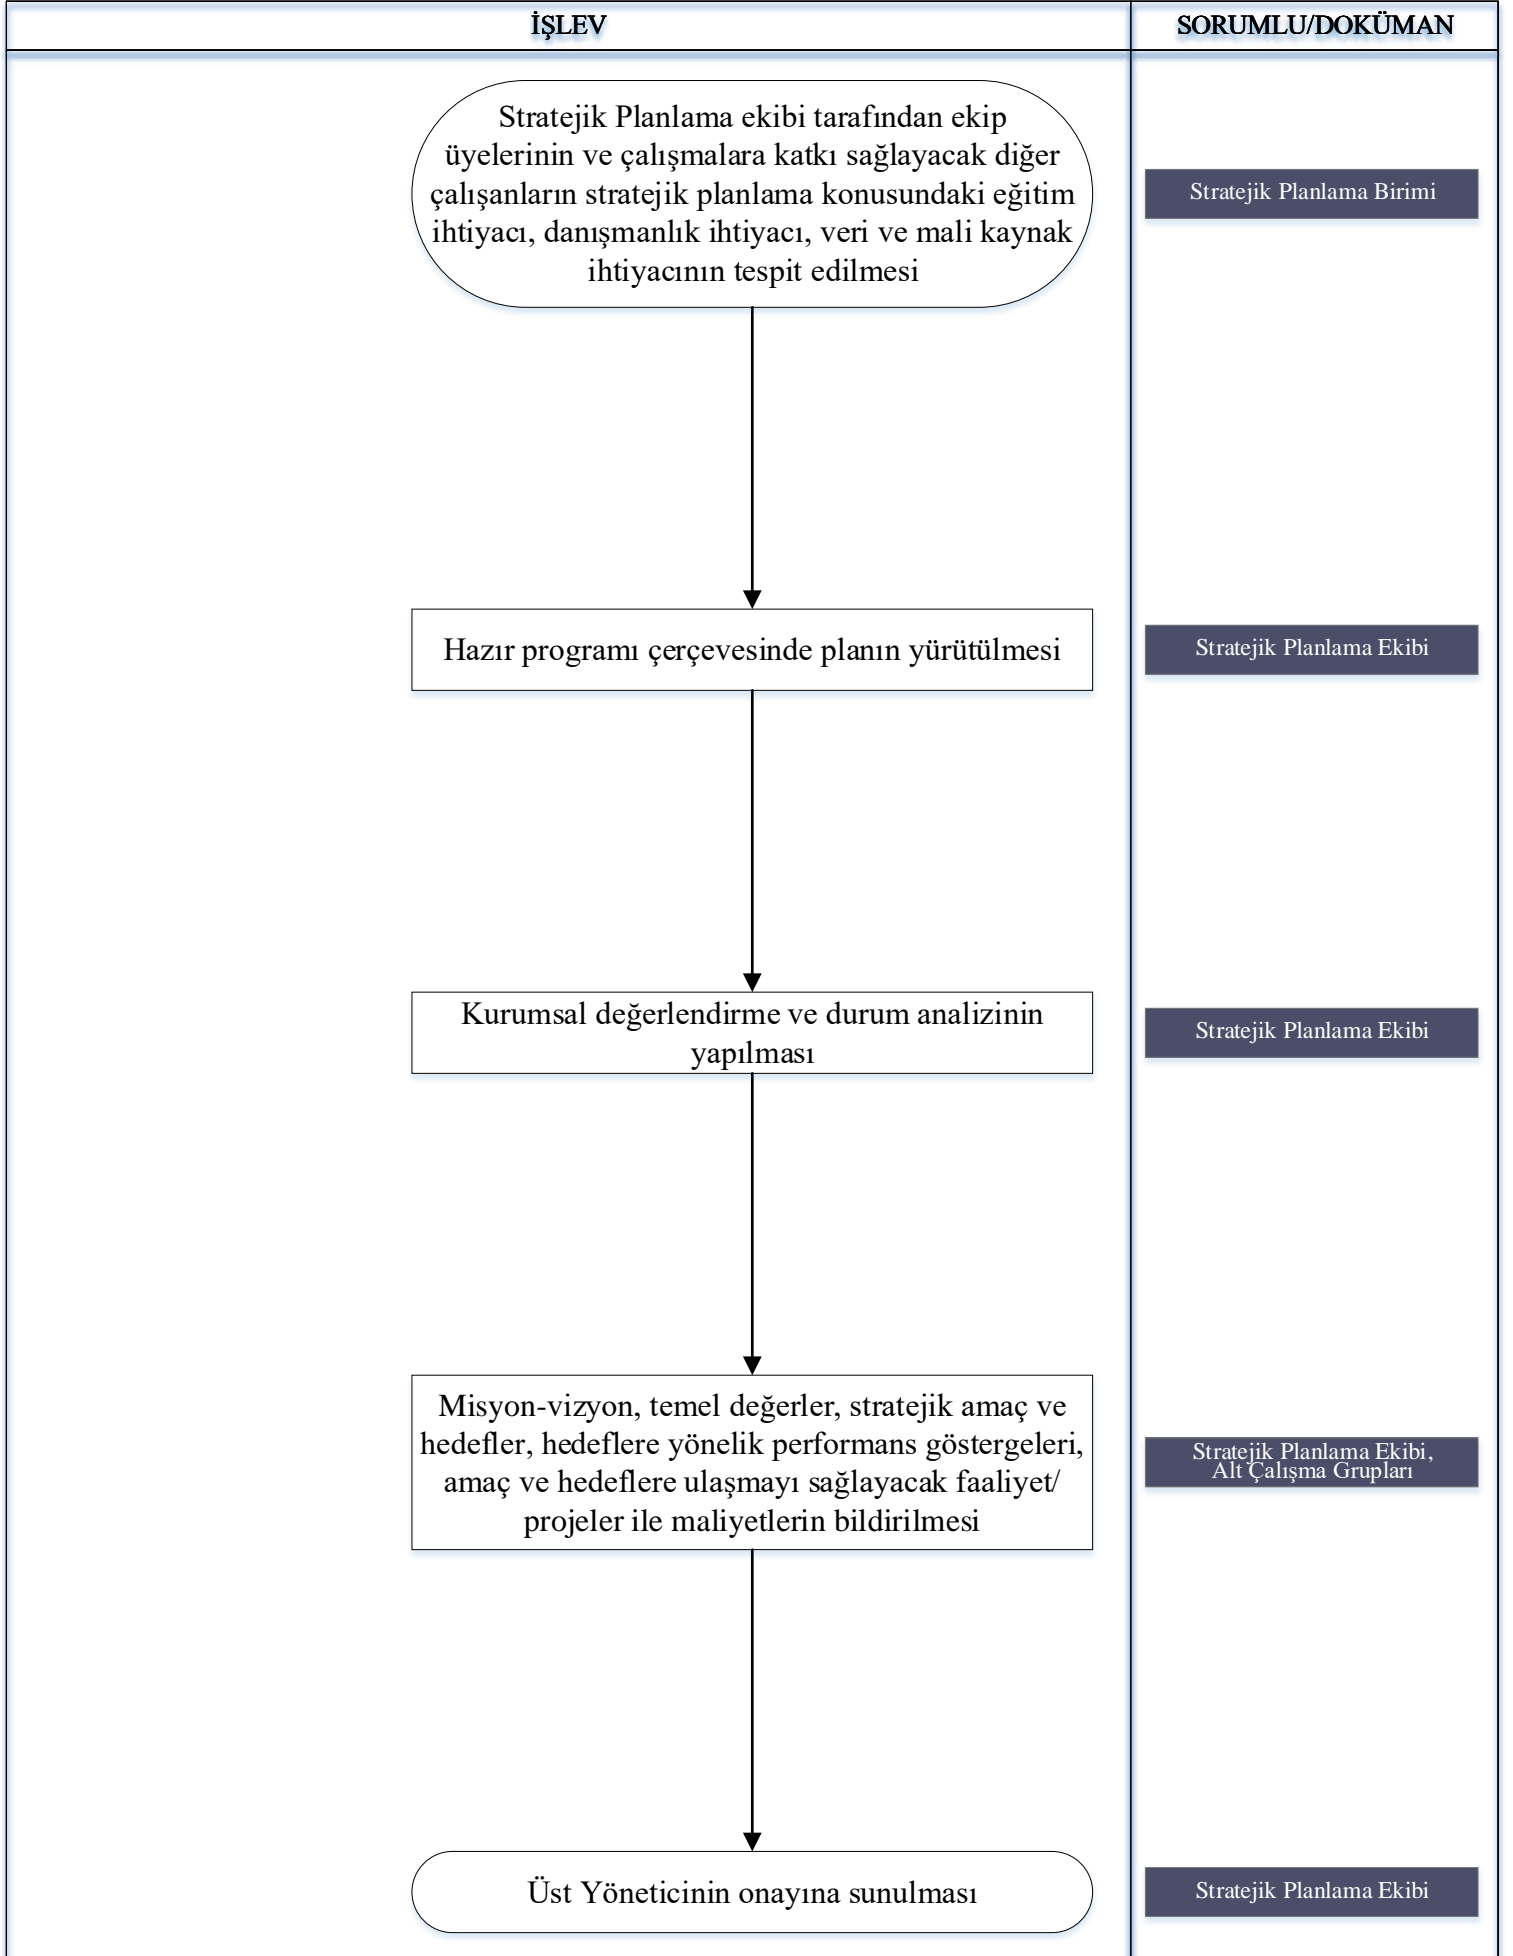 İŞLEV
SORUMLU/DOKÜMAN
Stratejik Planlama ekibi tarafından ekip
üyelerinin ve çalışmalara katkı sağlayacak diğer
çalışanların stratejik planlama konusundaki eğitim
ihtiyacı, danışmanlık ihtiyacı, veri ve mali kaynak
ihtiyacının tespit edilmesi
Stratejik Planlama Birimi
Hazır programı çerçevesinde planın yürütülmesi
Stratejik Planlama Ekibi
Kurumsal değerlendirme ve durum analizinin
yapılması
Stratejik Planlama Ekibi
Misyon-vizyon, temel değerler, stratejik amaç ve
hedefler, hedeflere yönelik performans göstergeleri,
amaç ve hedeflere ulaşmayı sağlayacak faaliyet/
projeler ile maliyetlerin bildirilmesi
Stratejik Planlama Ekibi,
Alt Çalışma Grupları
Üst Yöneticinin onayına sunulması
Stratejik Planlama Ekibi